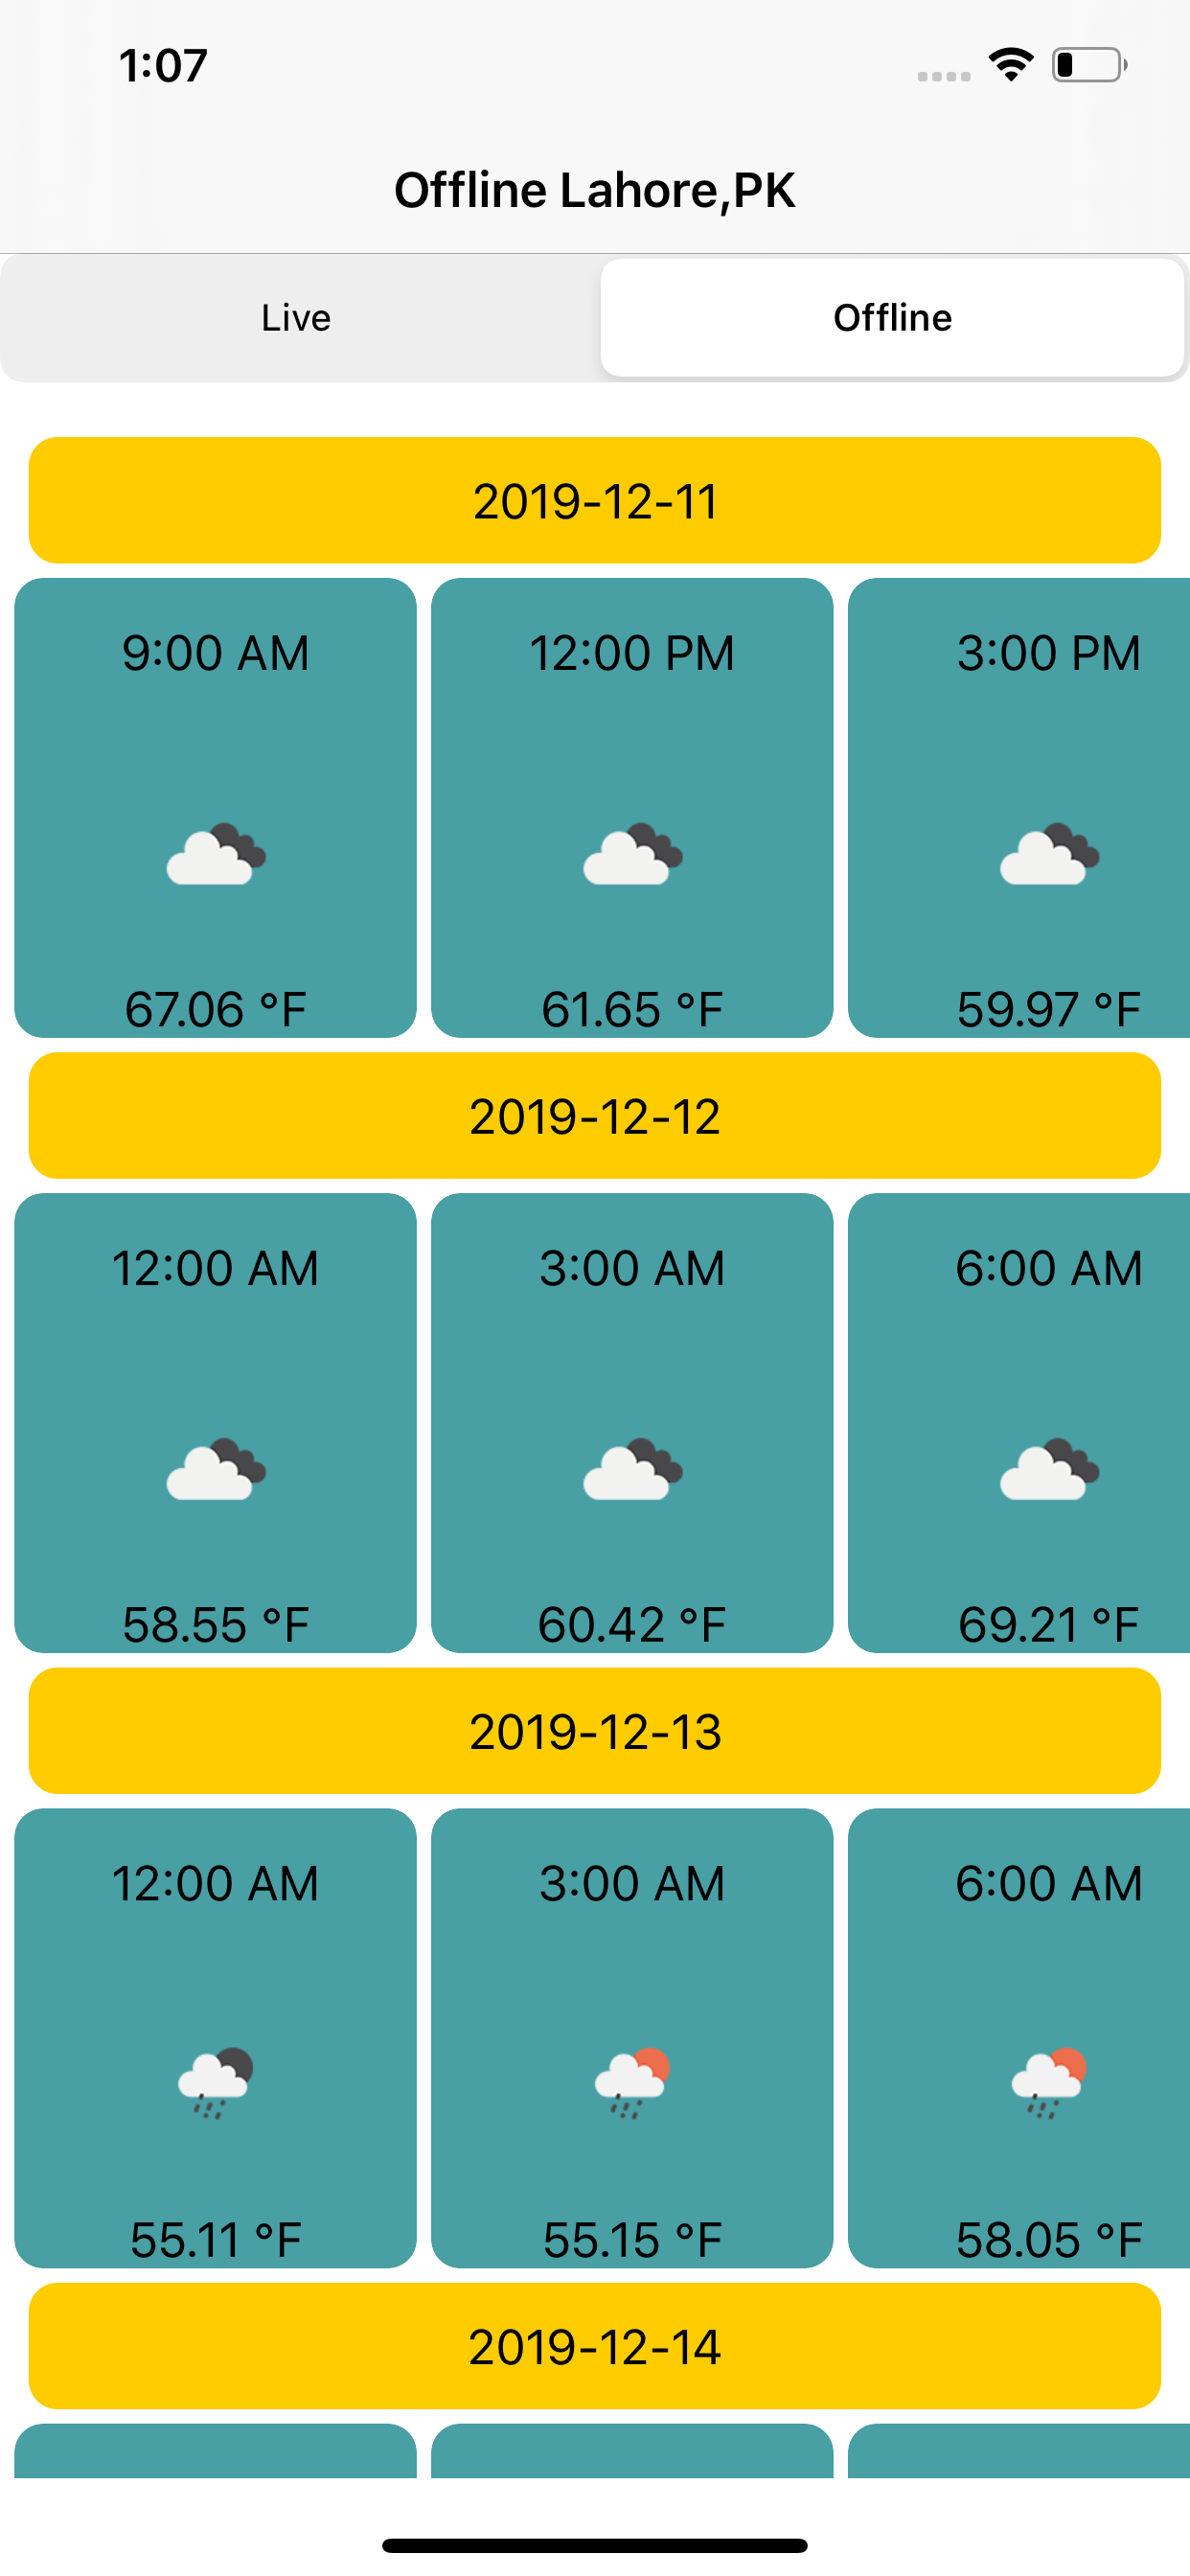 1:07
Offline Lahore,PK
Live Offline
2019-12-11
9:00 AM 12:00 PM 3:00 PM
67.06 °F 61.65 °F 59.97 °F
2019-12-12
12:00 AM 3:00 AM 6:00 AM
58.55 °F 60.42 °F 69.21 °F
2019-12-13
12:00 AM 3:00 AM 6:00 AM
55.11 °F 55.15 °F 58.05 °F
2019-12-14